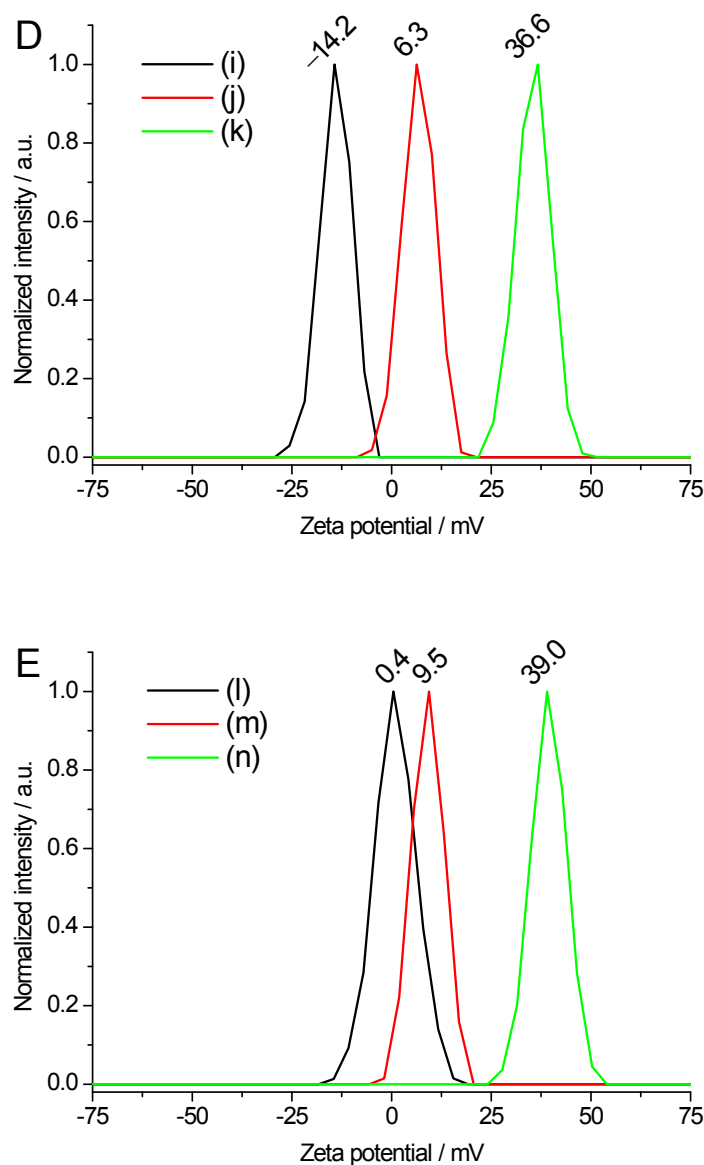 D
−14.2 6.3 36.6
(i)
(j)
(k)
Normalized intensity / a.u.
1.0
0.8
0.6
0.4
0.2
0.0
-75 -50 -25 0 25 50 75
Zeta potential / mV
E
0.4 9.5 39.0
(l)
(m)
(n)
Normalized intensity / a.u.
1.0
0.8
0.6
0.4
0.2
0.0
-75 -50 -25 0 25 50 75
Zeta potential / mV